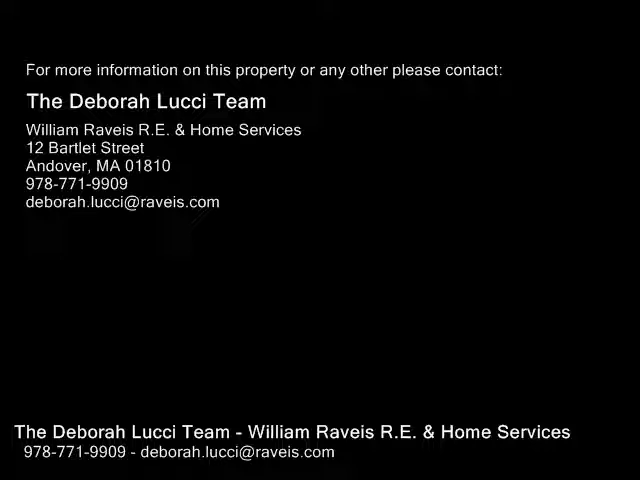 For more information on this property or any other please contact:
The Deborah Lucci Team
William Raveis R.E. & Home Services
12 Bartlet Street
Andover, MA 01810
978-771-9909
deborah.lucci@raveis.com
The Deborah Lucci Team - William Raveis R.E. & Home Services
978-771-9909 - deborah.lucci@raveis.com